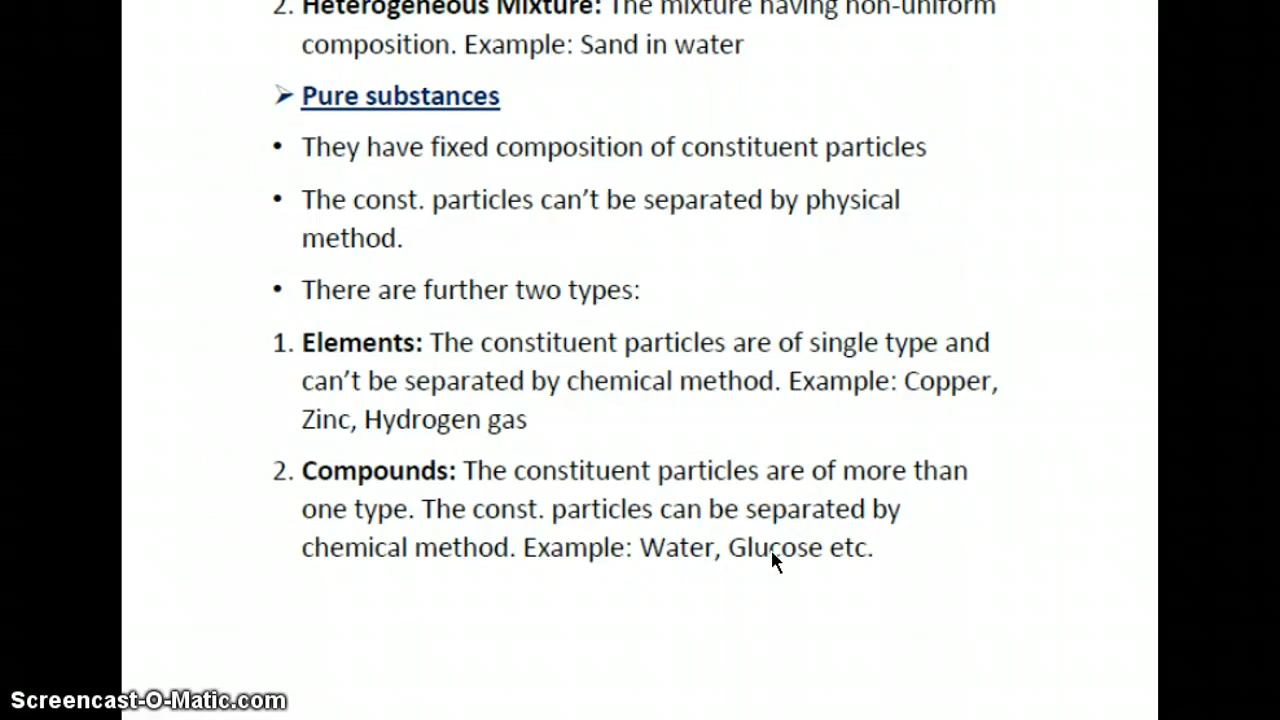 2. Heterogeneous Mixture: The mixture having non-uniform
composition. Example: Sand in water
➢ Pure substances
• They have fixed composition of constituent particles
• The const. particles can't be separated by physical
method.
• There are further two types:
1. Elements: The constituent particles are of single type and
can't be separated by chemical method. Example: Copper,
Zinc, Hydrogen gas
2. Compounds: The constituent particles are of more than
one type. The const. particles can be separated by
chemical method. Example: Water, Glucose etc.
Screencast-O-Matic.com